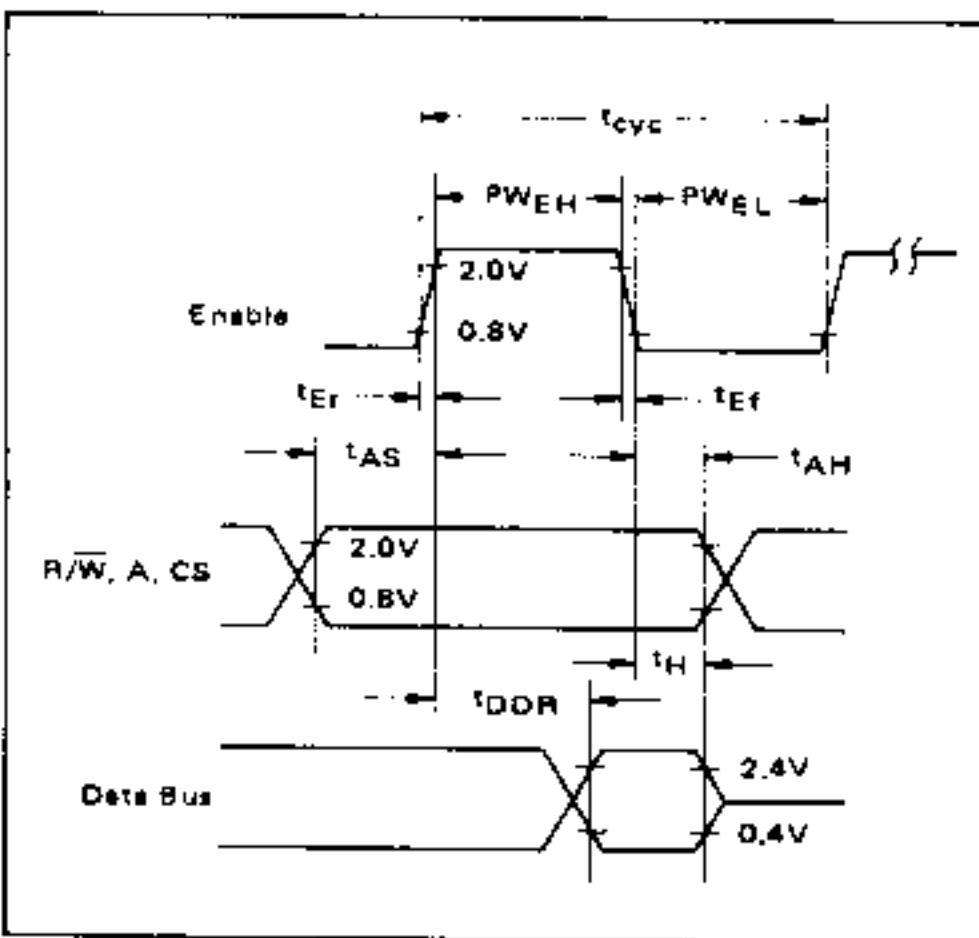 tcyc
PWEH PWEL
2.0V
Enable
0.8V
tEr tEf
tAS tAH
2.0V
R/W̅, A, CS
0.8V
tH
tDDR
2.4V
Data Bus
0.4V